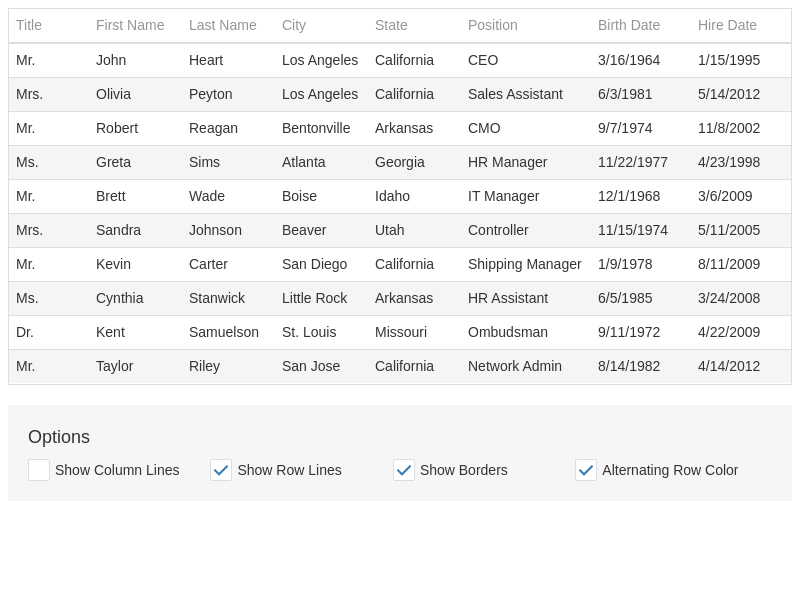 Title First Name Last Name City State Position Birth Date Hire Date
Mr. John Heart Los Angeles California CEO 3/16/1964 1/15/1995
Mrs. Olivia Peyton Los Angeles California Sales Assistant 6/3/1981 5/14/2012
Mr. Robert Reagan Bentonville Arkansas CMO 9/7/1974 11/8/2002
Ms. Greta Sims Atlanta Georgia HR Manager 11/22/1977 4/23/1998
Mr. Brett Wade Boise Idaho IT Manager 12/1/1968 3/6/2009
Mrs. Sandra Johnson Beaver Utah Controller 11/15/1974 5/11/2005
Mr. Kevin Carter San Diego California Shipping Manager 1/9/1978 8/11/2009
Ms. Cynthia Stanwick Little Rock Arkansas HR Assistant 6/5/1985 3/24/2008
Dr. Kent Samuelson St. Louis Missouri Ombudsman 9/11/1972 4/22/2009
Mr. Taylor Riley San Jose California Network Admin 8/14/1982 4/14/2012
Options
Show Column Lines Show Row Lines Show Borders Alternating Row Color